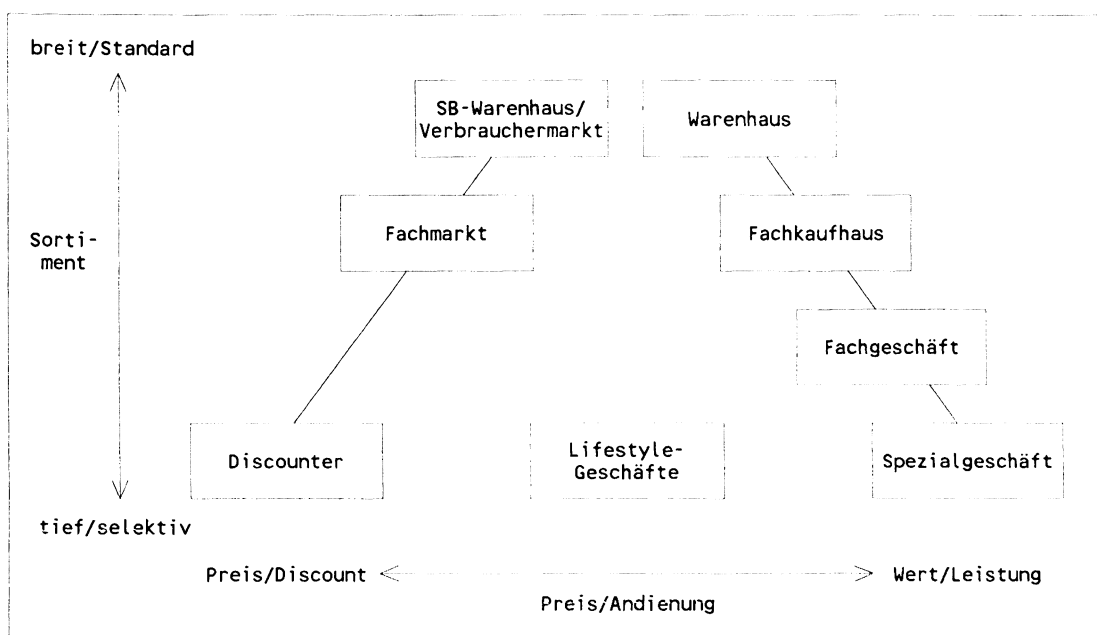 breit/Standard
SB-Warenhaus/
Verbrauchermarkt
Warenhaus
Fachmarkt
Fachkaufhaus
Sorti-
ment
Fachgeschäft
Discounter
Lifestyle-
Geschäfte
Spezialgeschäft
tief/selektiv
Preis/Discount
Wert/Leistung
Preis/Andienung